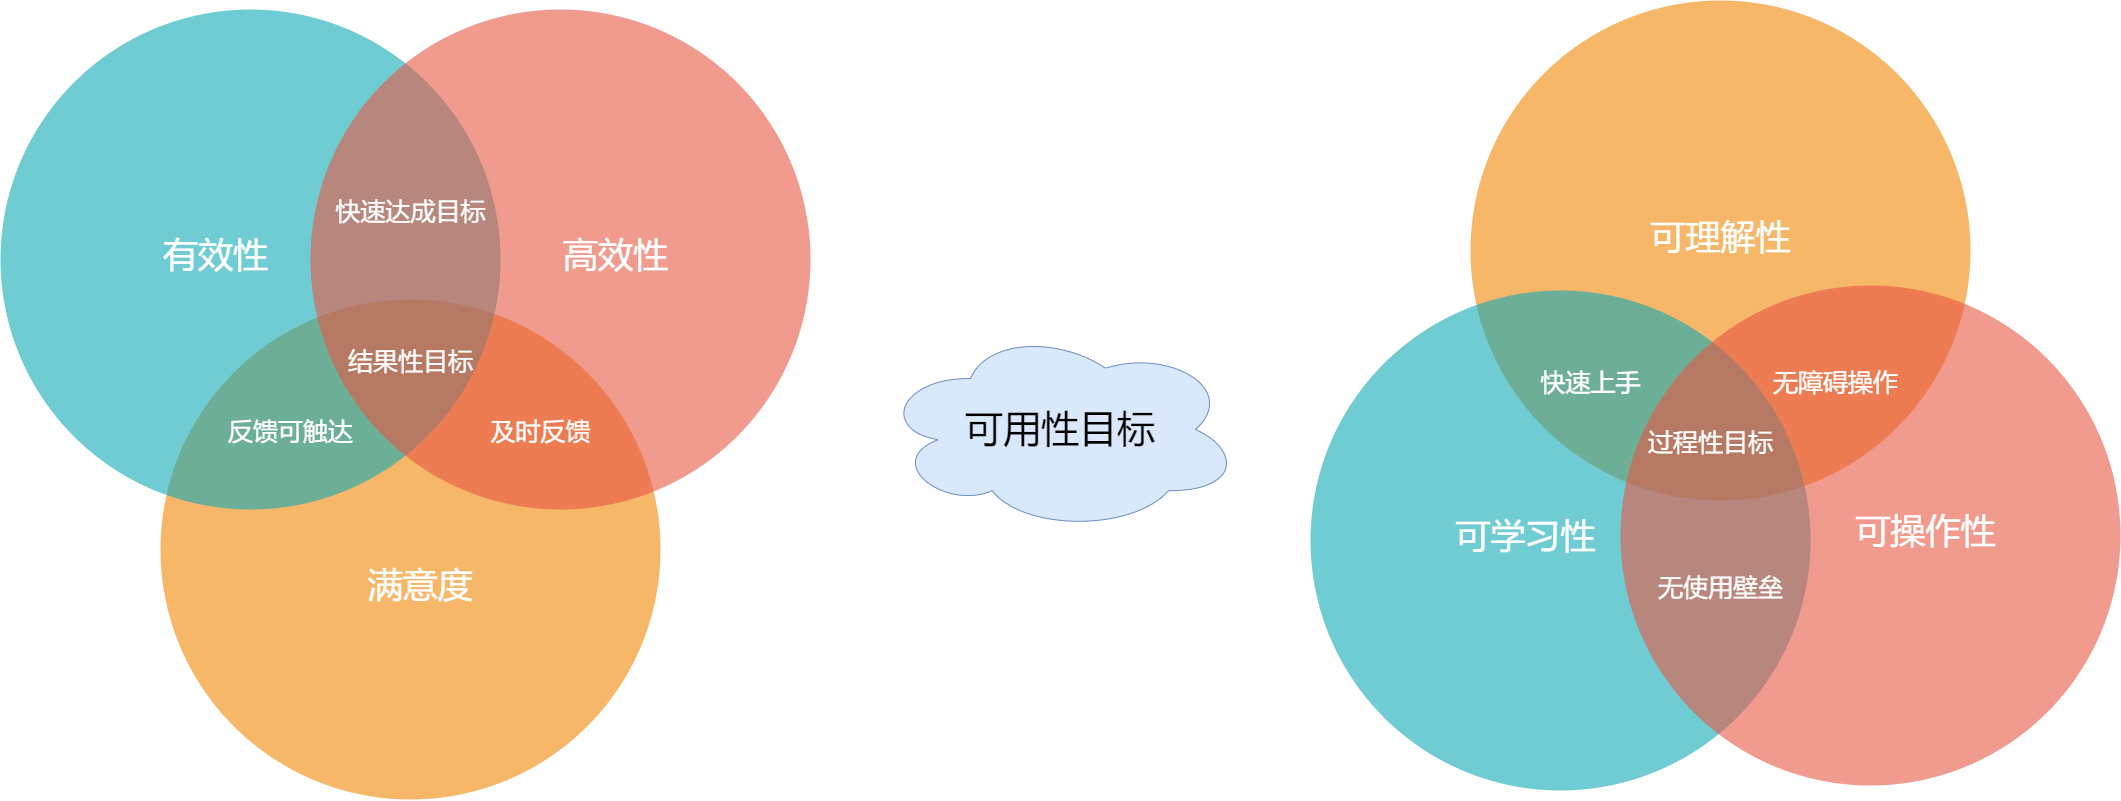 有效性
快速达成目标
高效性
结果性目标
反馈可触达
及时反馈
满意度
可用性目标
可理解性
快速上手
无障碍操作
过程性目标
可学习性
可操作性
无使用壁垒